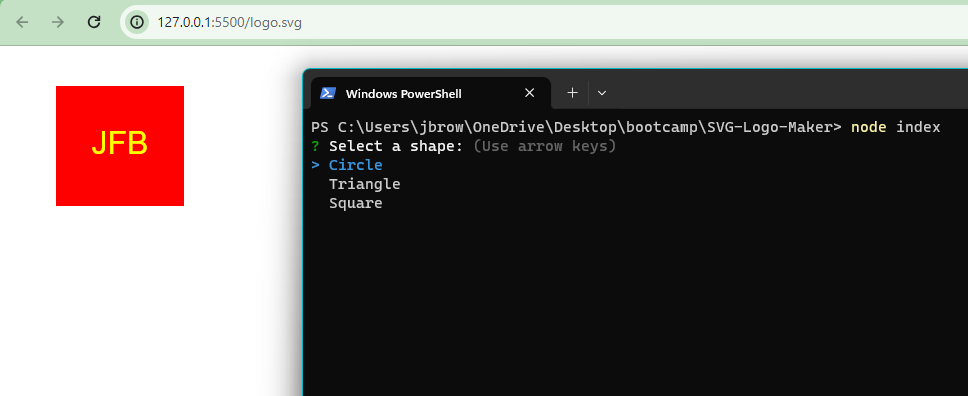 127.0.0.1:5500/logo.svg
JFB
Windows PowerShell
PS C:\Users\jbrow\OneDrive\Desktop\bootcamp\SVG-Logo-Maker> node index
? Select a shape: (Use arrow keys)
> Circle
Triangle
Square